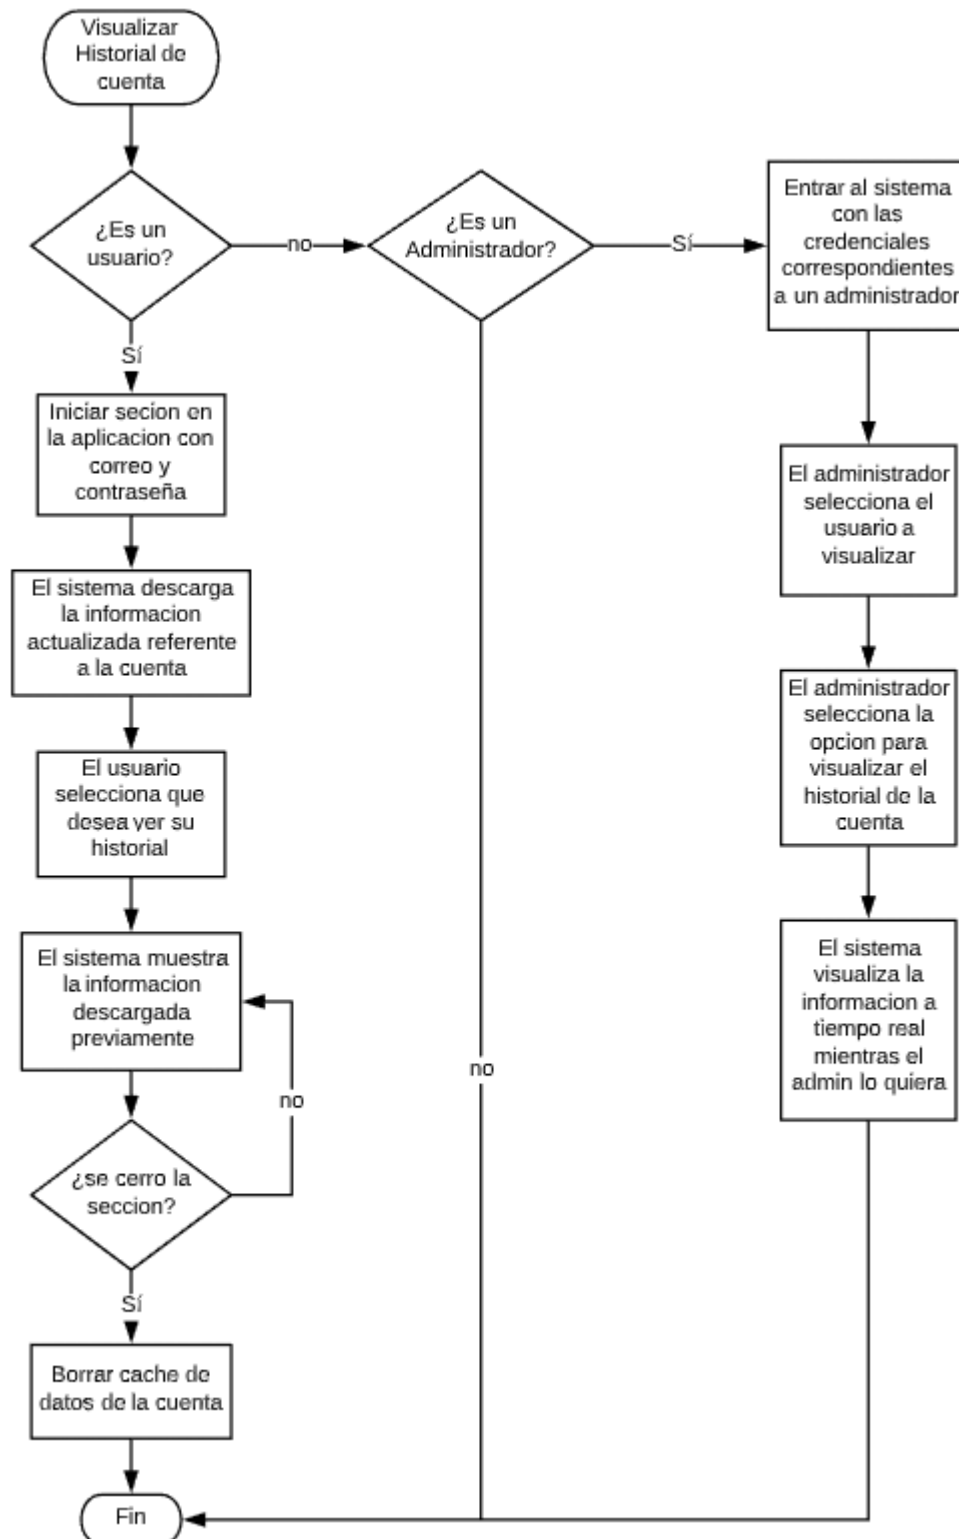 Visualizar
Historial de
cuenta
¿Es un
usuario?
no
¿Es un
Administrador?
Sí
Entrar al sistema
con las
credenciales
correspondientes
a un administrador
Sí
Iniciar secion en
la aplicacion con
correo y
contraseña
El administrador
selecciona el
usuario a
visualizar
El sistema descarga
la informacion
actualizada referente
a la cuenta
El administrador
selecciona la
opcion para
visualizar el
historial de la
cuenta
El usuario
selecciona que
desea ver su
historial
El sistema muestra
la informacion
descargada
previamente
El sistema
visualiza la
informacion a
tiempo real
mientras el
admin lo quiera
no
no
¿se cerro la
seccion?
Sí
Borrar cache de
datos de la cuenta
Fin